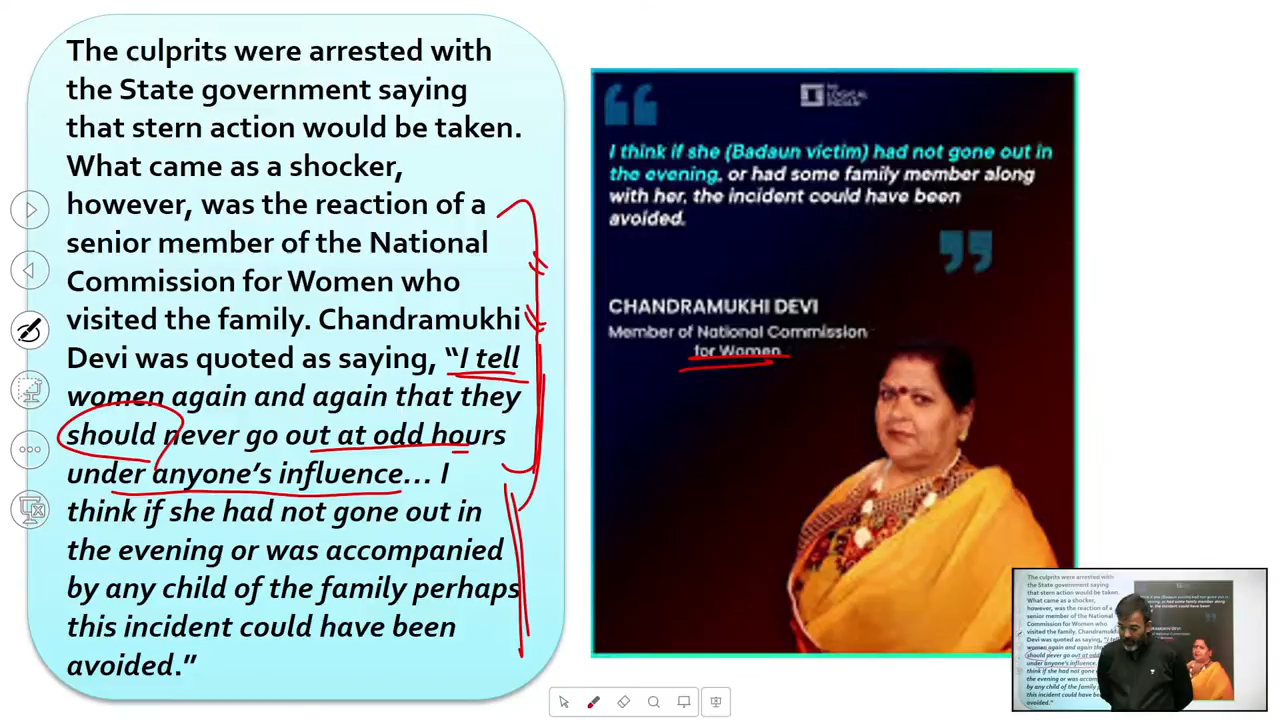 The culprits were arrested with
the State government saying
that stern action would be taken.
What came as a shocker,
however, was the reaction of a
senior member of the National
Commission for Women who
visited the family. Chandramukhi
Devi was quoted as saying, “I tell
women again and again that they
should never go out at odd hours
under anyone’s influence... I
think if she had not gone out in
the evening or was accompanied
by any child of the family perhaps
this incident could have been
avoided.”
I think if she (Badaun victim) had not gone out in
the evening, or had some family member along
with her, the incident could have been
avoided.
CHANDRAMUKHI DEVI
Member of National Commission
for Women